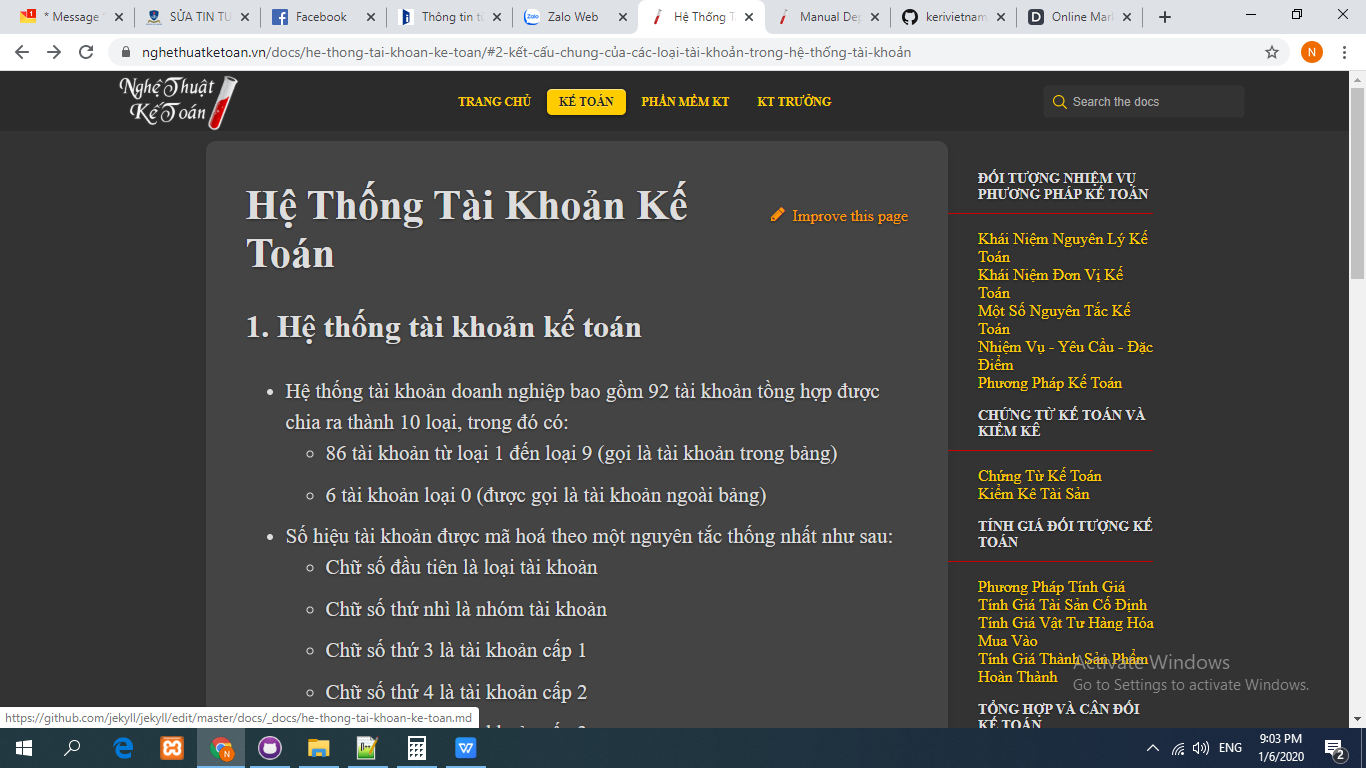 * Message
SỬA TIN TỨ
Facebook
Thông tin t
Zalo Web
Hệ Thống T
Manual Dep
kerivietnam
Online Mark
nghethuatketoan.vn/docs/he-thong-tai-khoan-ke-toan/#2-kết-cấu-chung-của-các-loại-tài-khoản-trong-hệ-thống-tài-khoản
N
Nghệ Thuật
Kế Toán
TRANG CHỦ
KẾ TOÁN
PHẦN MỀM KT
KT TRƯỞNG
Search the docs
Hệ Thống Tài Khoản Kế
Toán
Improve this page
1. Hệ thống tài khoản kế toán
Hệ thống tài khoản doanh nghiệp bao gồm 92 tài khoản tổng hợp được
chia ra thành 10 loại, trong đó có:
86 tài khoản từ loại 1 đến loại 9 (gọi là tài khoản trong bảng)
6 tài khoản loại 0 (được gọi là tài khoản ngoài bảng)
Số hiệu tài khoản được mã hoá theo một nguyên tắc thống nhất như sau:
Chữ số đầu tiên là loại tài khoản
Chữ số thứ nhì là nhóm tài khoản
Chữ số thứ 3 là tài khoản cấp 1
Chữ số thứ 4 là tài khoản cấp 2
ĐỐI TƯỢNG NHIỆM VỤ
PHƯƠNG PHÁP KẾ TOÁN
Khái Niệm Nguyên Lý Kế
Toán
Khái Niệm Đơn Vị Kế
Toán
Một Số Nguyên Tắc Kế
Toán
Nhiệm Vụ - Yêu Cầu - Đặc
Điểm
Phương Pháp Kế Toán
CHỨNG TỪ KẾ TOÁN VÀ
KIỂM KÊ
Chứng Từ Kế Toán
Kiểm Kê Tài Sản
TÍNH GIÁ ĐỐI TƯỢNG KẾ
TOÁN
Phương Pháp Tính Giá
Tính Giá Tài Sản Cố Định
Tính Giá Vật Tư Hàng Hóa
Mua Vào
Tính Giá Thành Sản Phẩm
Hoàn Thành
TỔNG HỢP VÀ CÂN ĐỐI
KẾ TOÁN
Activate Windows
Go to Settings to activate Windows.
https://github.com/jekyll/jekyll/edit/master/docs/_docs/he-thong-tai-khoan-ke-toan.md
ENG
9:03 PM
1/6/2020
2